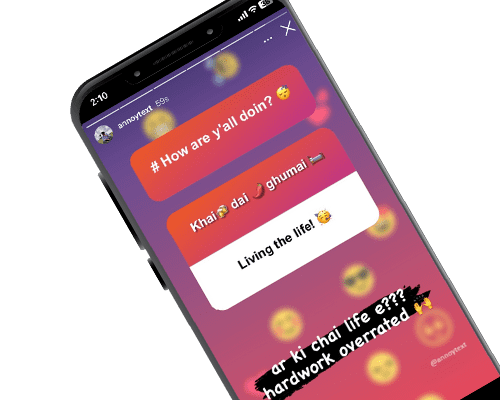 2:10
36
annoytext 59s
# How are y'all doin? 😴
Khai🥡 dai 🌶️ ghumai 🛏️
Living the life! 🥳
ar ki chai life e???
hardwork overrated 🙌
@annoytext